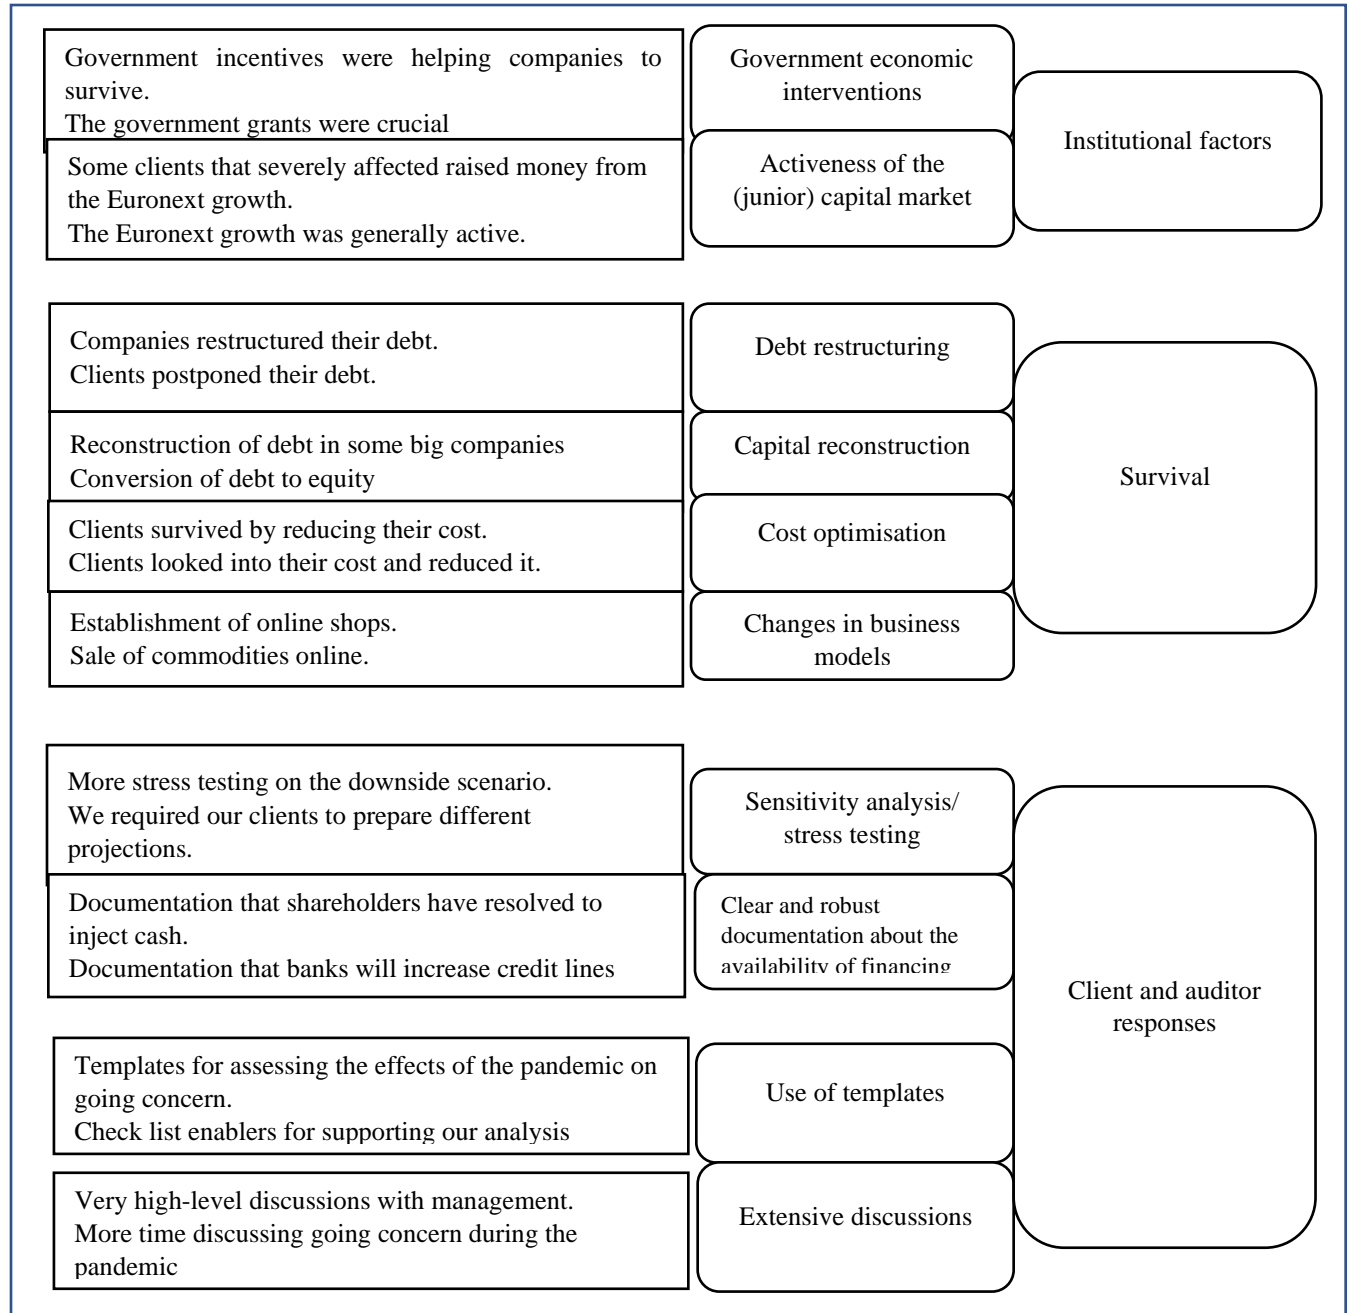 Government incentives were helping companies to
survive.
The government grants were crucial
Government economic
interventions
Institutional factors
Some clients that severely affected raised money from
the Euronext growth.
The Euronext growth was generally active.
Activeness of the
(junior) capital market
Companies restructured their debt.
Clients postponed their debt.
Debt restructuring
Survival
Reconstruction of debt in some big companies
Conversion of debt to equity
Capital reconstruction
Clients survived by reducing their cost.
Clients looked into their cost and reduced it.
Cost optimisation
Establishment of online shops.
Sale of commodities online.
Changes in business
models
More stress testing on the downside scenario.
We required our clients to prepare different
projections.
Sensitivity analysis/
stress testing
Client and auditor
responses
Documentation that shareholders have resolved to
inject cash.
Documentation that banks will increase credit lines
Clear and robust
documentation about the
availability of financing
Templates for assessing the effects of the pandemic on
going concern.
Check list enablers for supporting our analysis
Use of templates
Very high-level discussions with management.
More time discussing going concern during the
pandemic
Extensive discussions